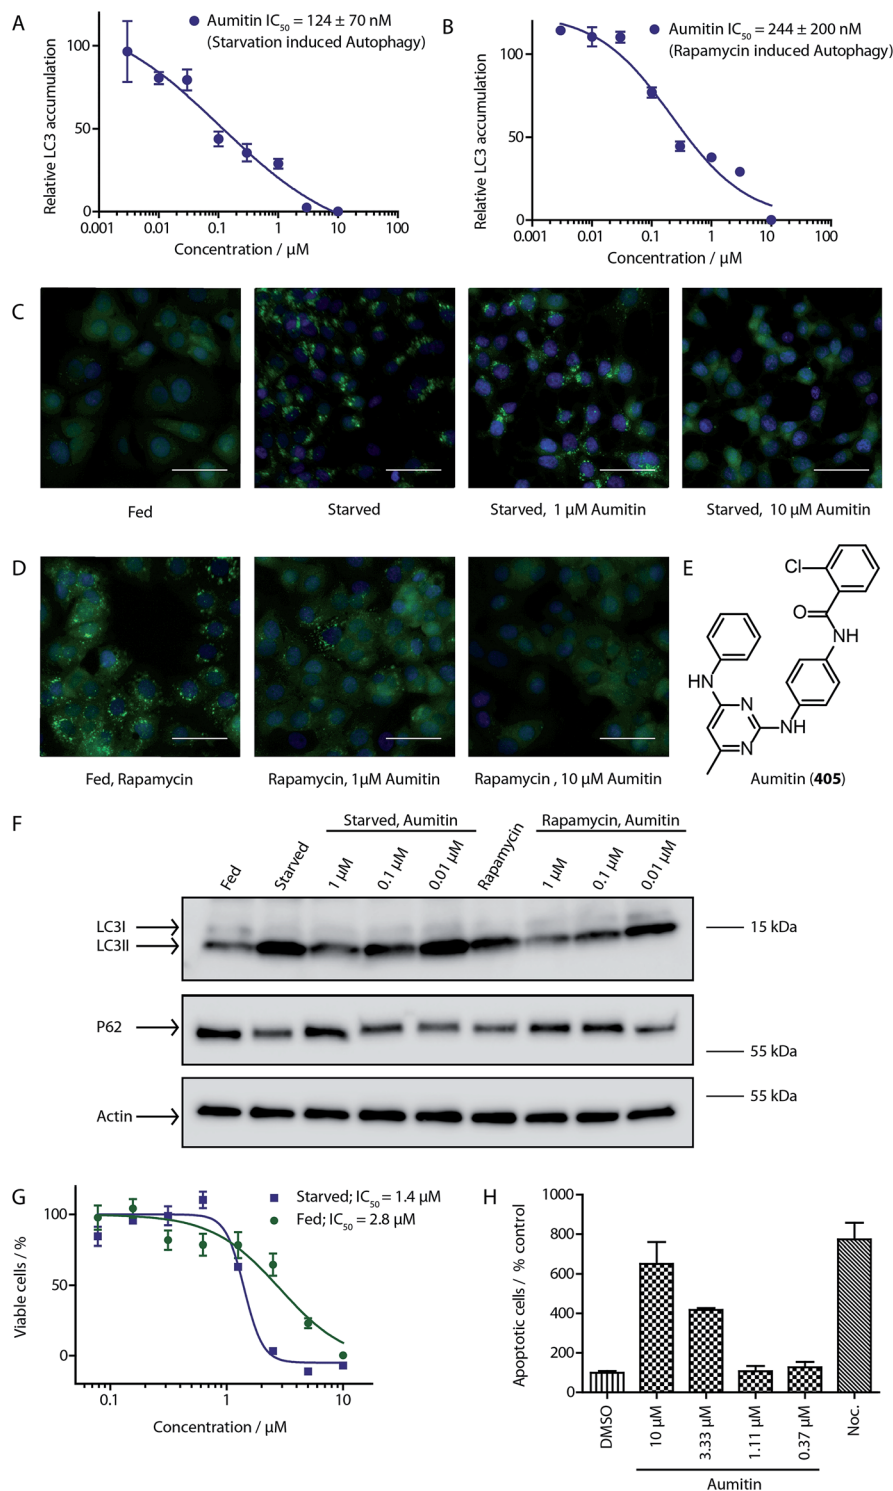 A
Aumitin IC50 = 124 ± 70 nM
(Starvation induced Autophagy)
Relative LC3 accumulation
100
50
0
0.001
0.01
0.1
1
10
100
Concentration / µM
B
Aumitin IC50 = 244 ± 200 nM
(Rapamycin induced Autophagy)
Relative LC3 accumulation
100
50
0
0.001
0.01
0.1
1
10
100
Concentration / µM
C
Fed
Starved
Starved, 1 µM Aumitin
Starved, 10 µM Aumitin
D
Fed, Rapamycin
Rapamycin, 1µM Aumitin
Rapamycin , 10 µM Aumitin
E
Cl
O
NH
HN
N
N
NH
Aumitin (405)
F
Starved, Aumitin
Rapamycin, Aumitin
Fed
Starved
1 µM
0.1 µM
0.01 µM
Rapamycin
1 µM
0.1 µM
0.01 µM
LC3I
LC3II
15 kDa
P62
55 kDa
55 kDa
Actin
G
Starved; IC50 = 1.4 µM
Fed; IC50 = 2.8 µM
Viable cells / %
100
50
0
0.1
1
10
Concentration / µM
H
Apoptotic cells / % control
1000
800
600
400
200
0
DMSO
10 µM
3.33 µM
1.11 µM
0.37 µM
Noc.
Aumitin